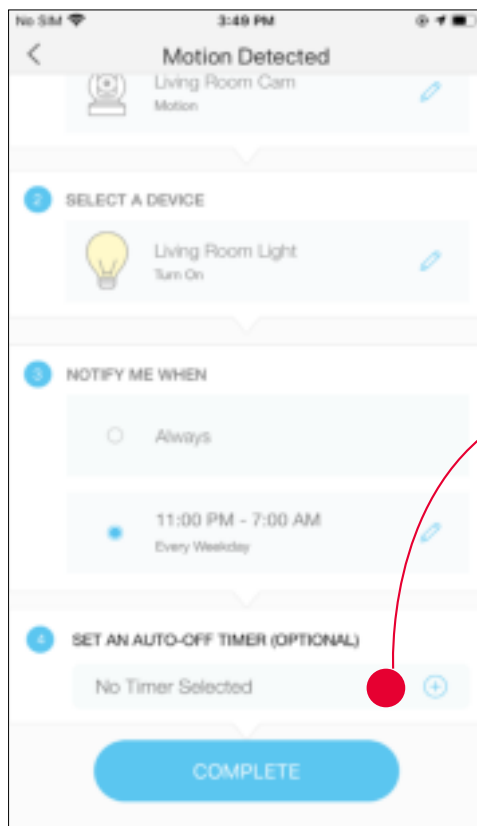 No SIM 3:49 PM
Motion Detected
Living Room Cam
Motion
2 SELECT A DEVICE
Living Room Light
Turn On
3 NOTIFY ME WHEN
Always
11:00 PM - 7:00 AM
Every Weekday
4 SET AN AUTO-OFF TIMER (OPTIONAL)
No Timer Selected
COMPLETE